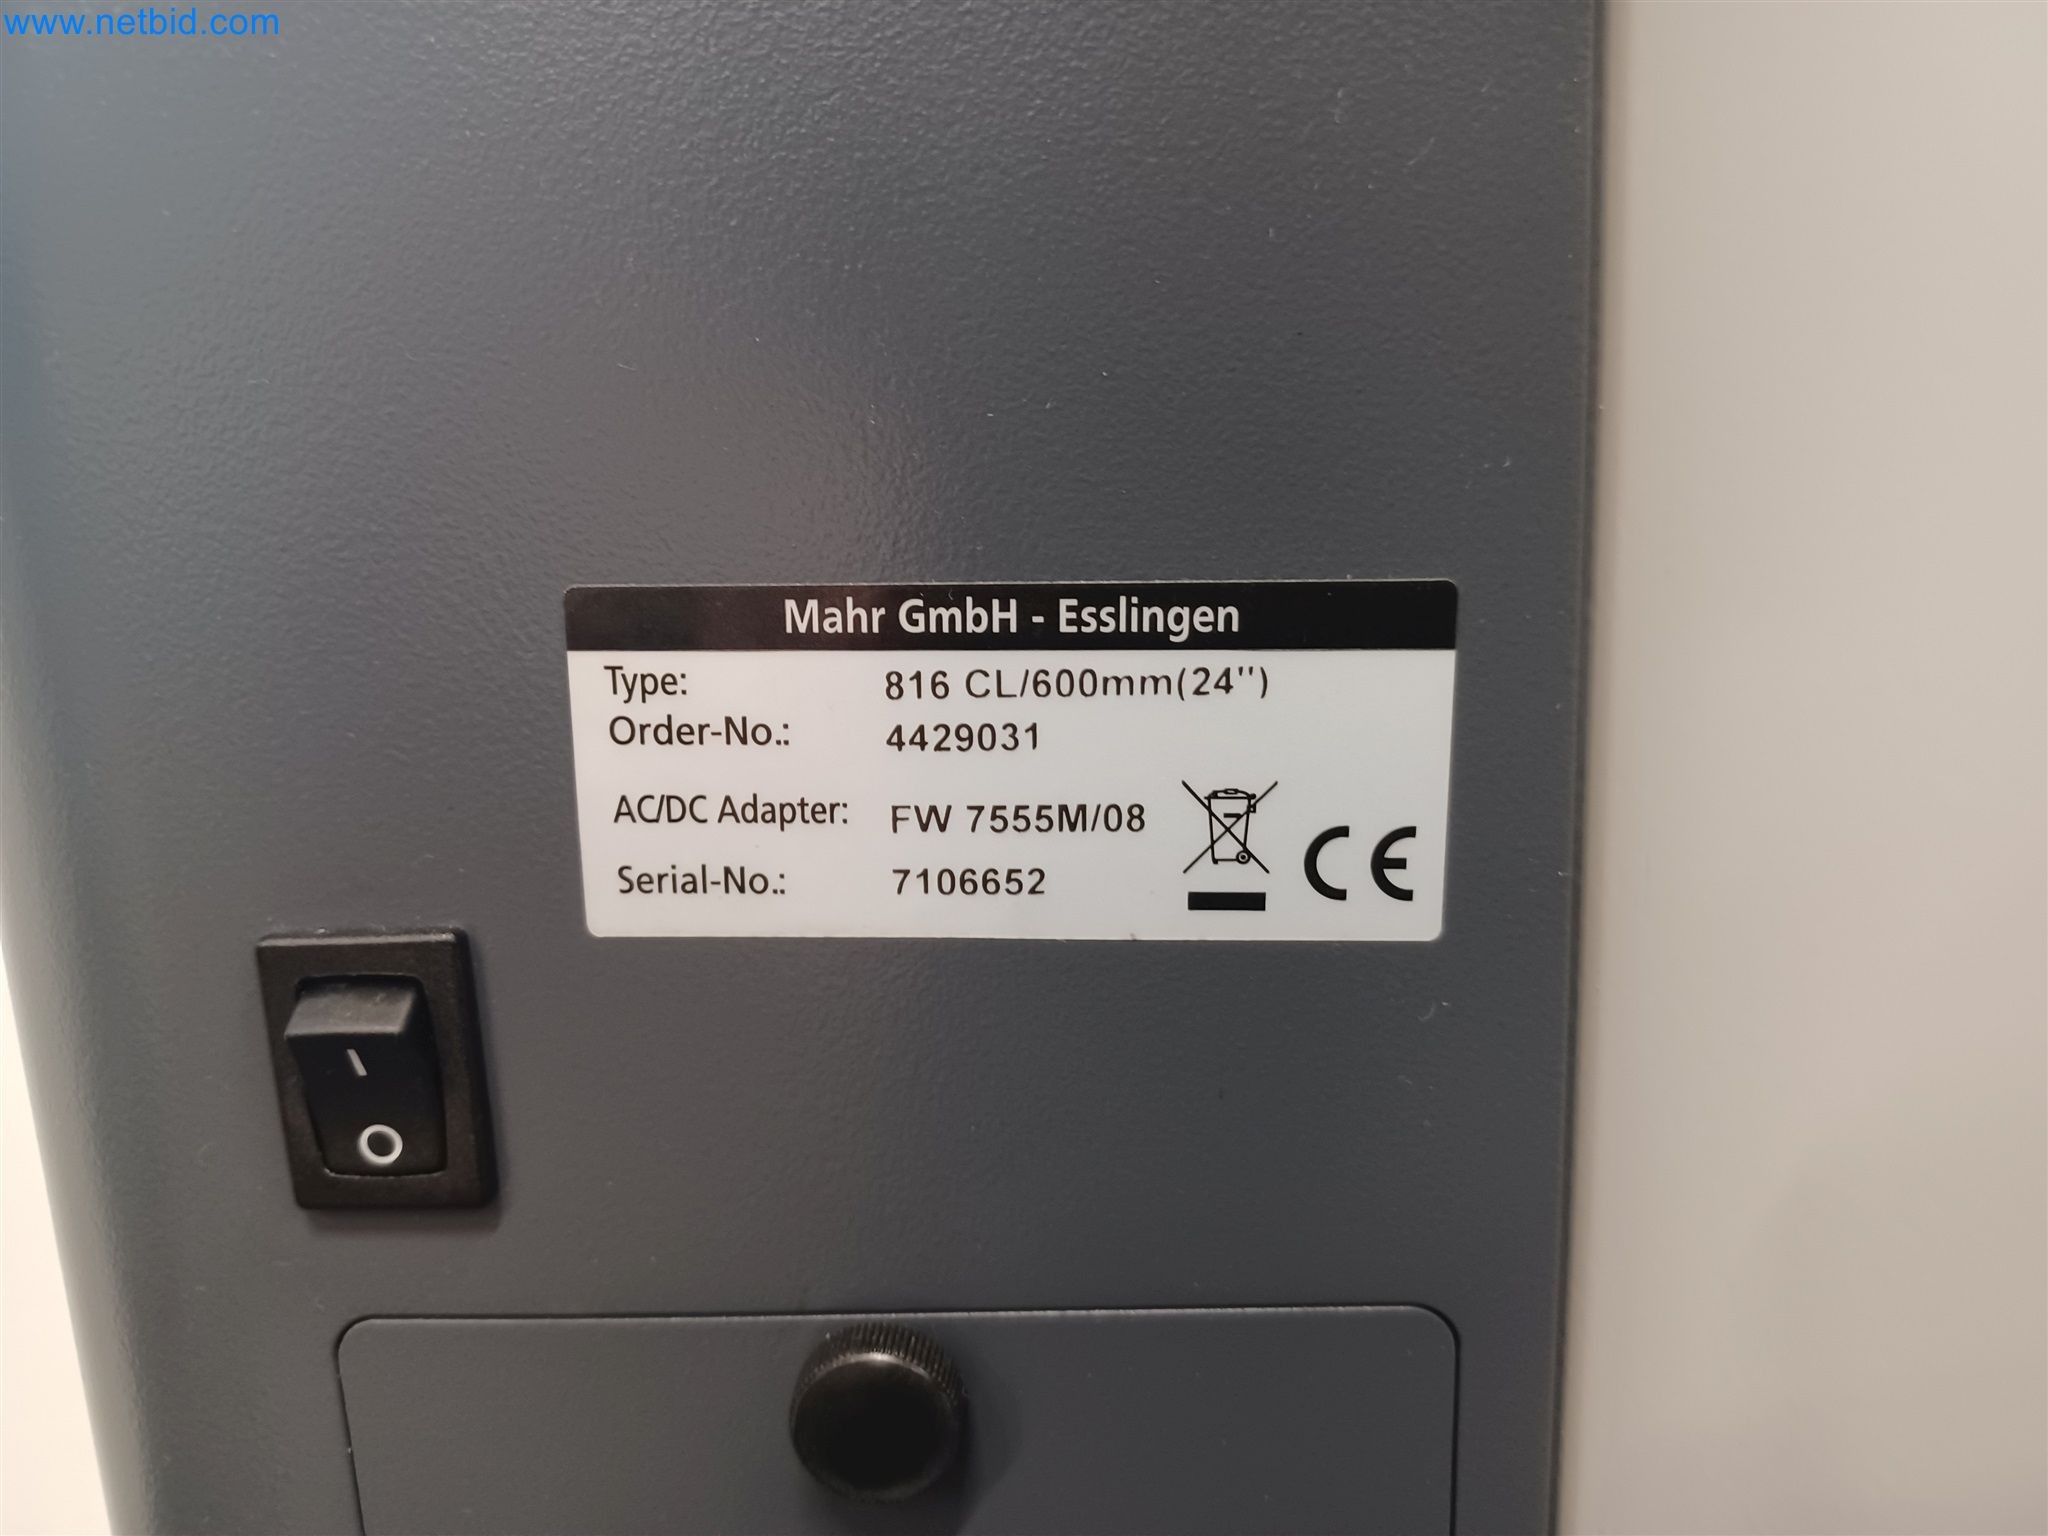 www.netbid.com
Mahr GmbH - Esslingen
Type: 816 CL/600mm(24'')
Order-No.: 4429031
AC/DC Adapter: FW 7555M/08
Serial-No.: 7106652
CE